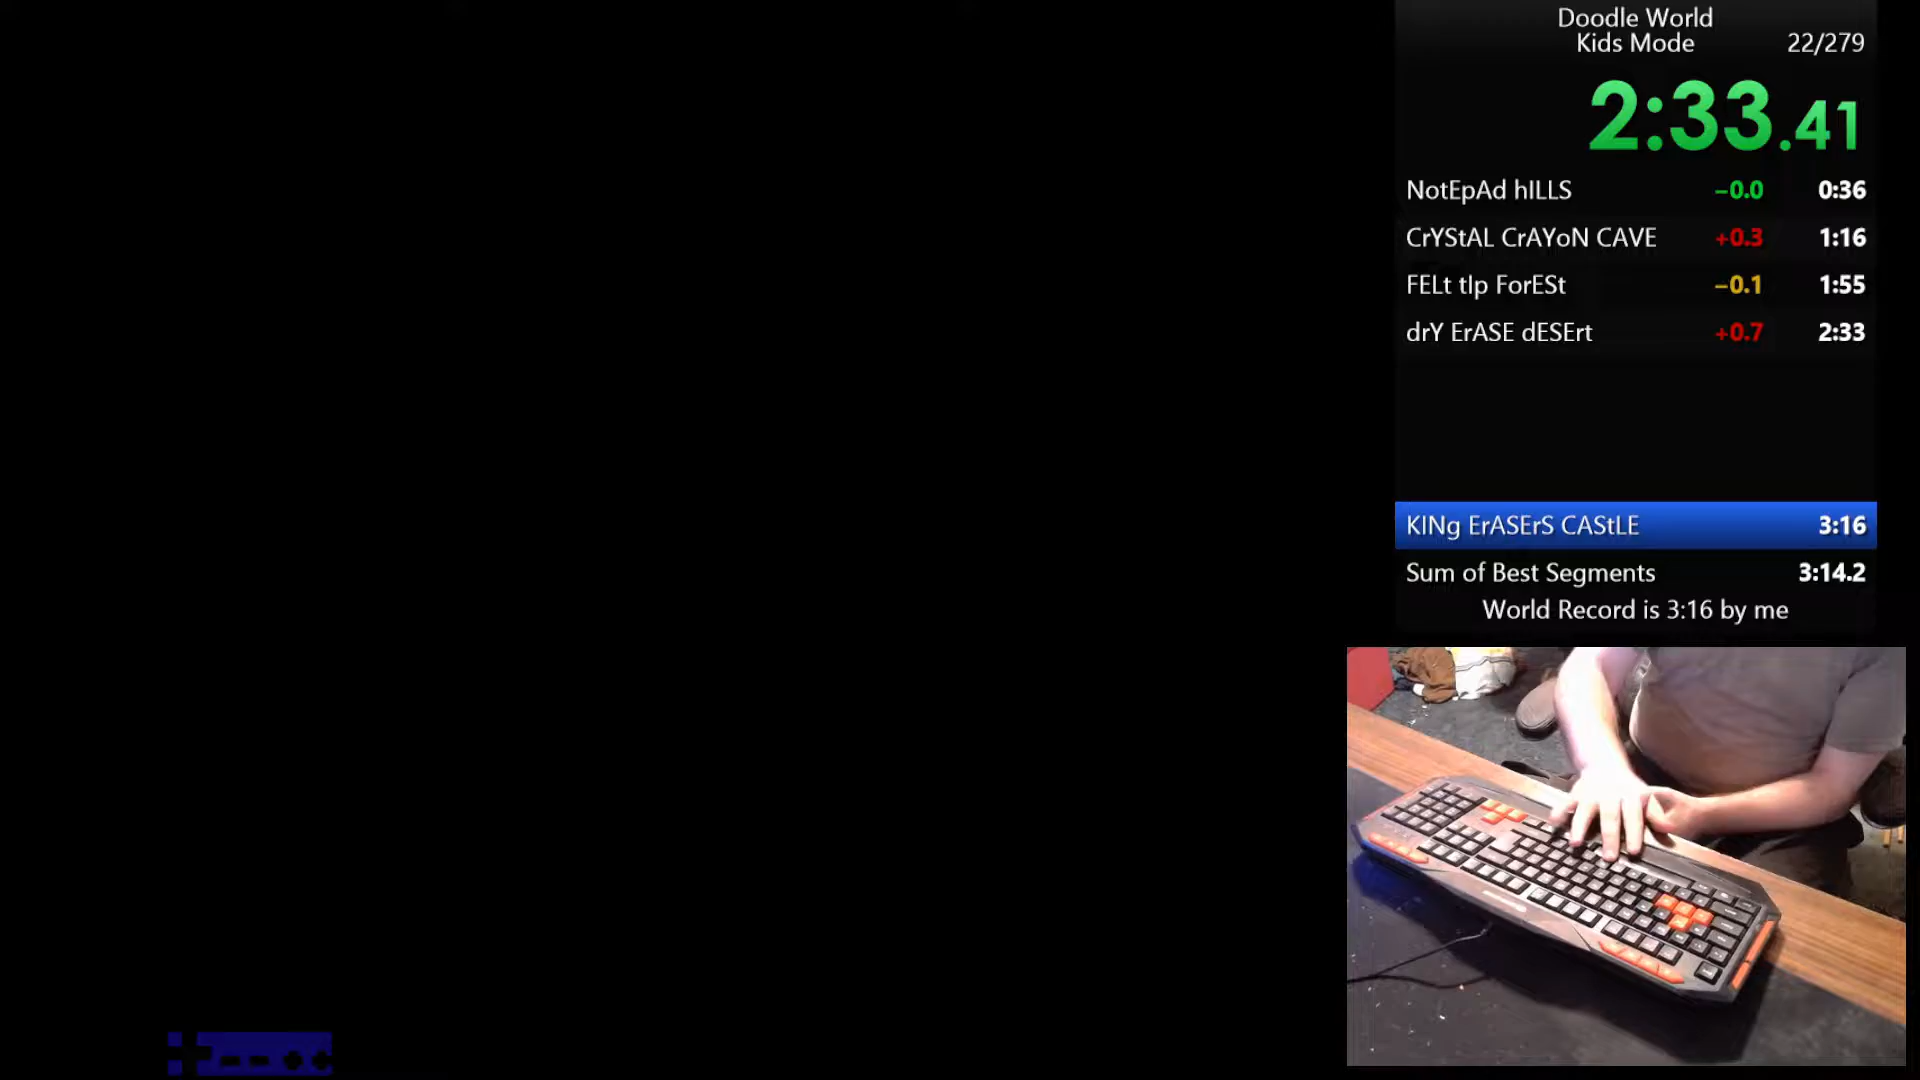 Doodle World
Kids Mode 22/279
2:33.41
NotEpAd hILLS −0.0 0:36
CrYStAL CrAYoN CAVE +0.3 1:16
FELt tIp ForESt −0.1 1:55
drY ErASE dESErt +0.7 2:33
KINg ErASErS CAStLE 3:16
Sum of Best Segments 3:14.2
World Record is 3:16 by me